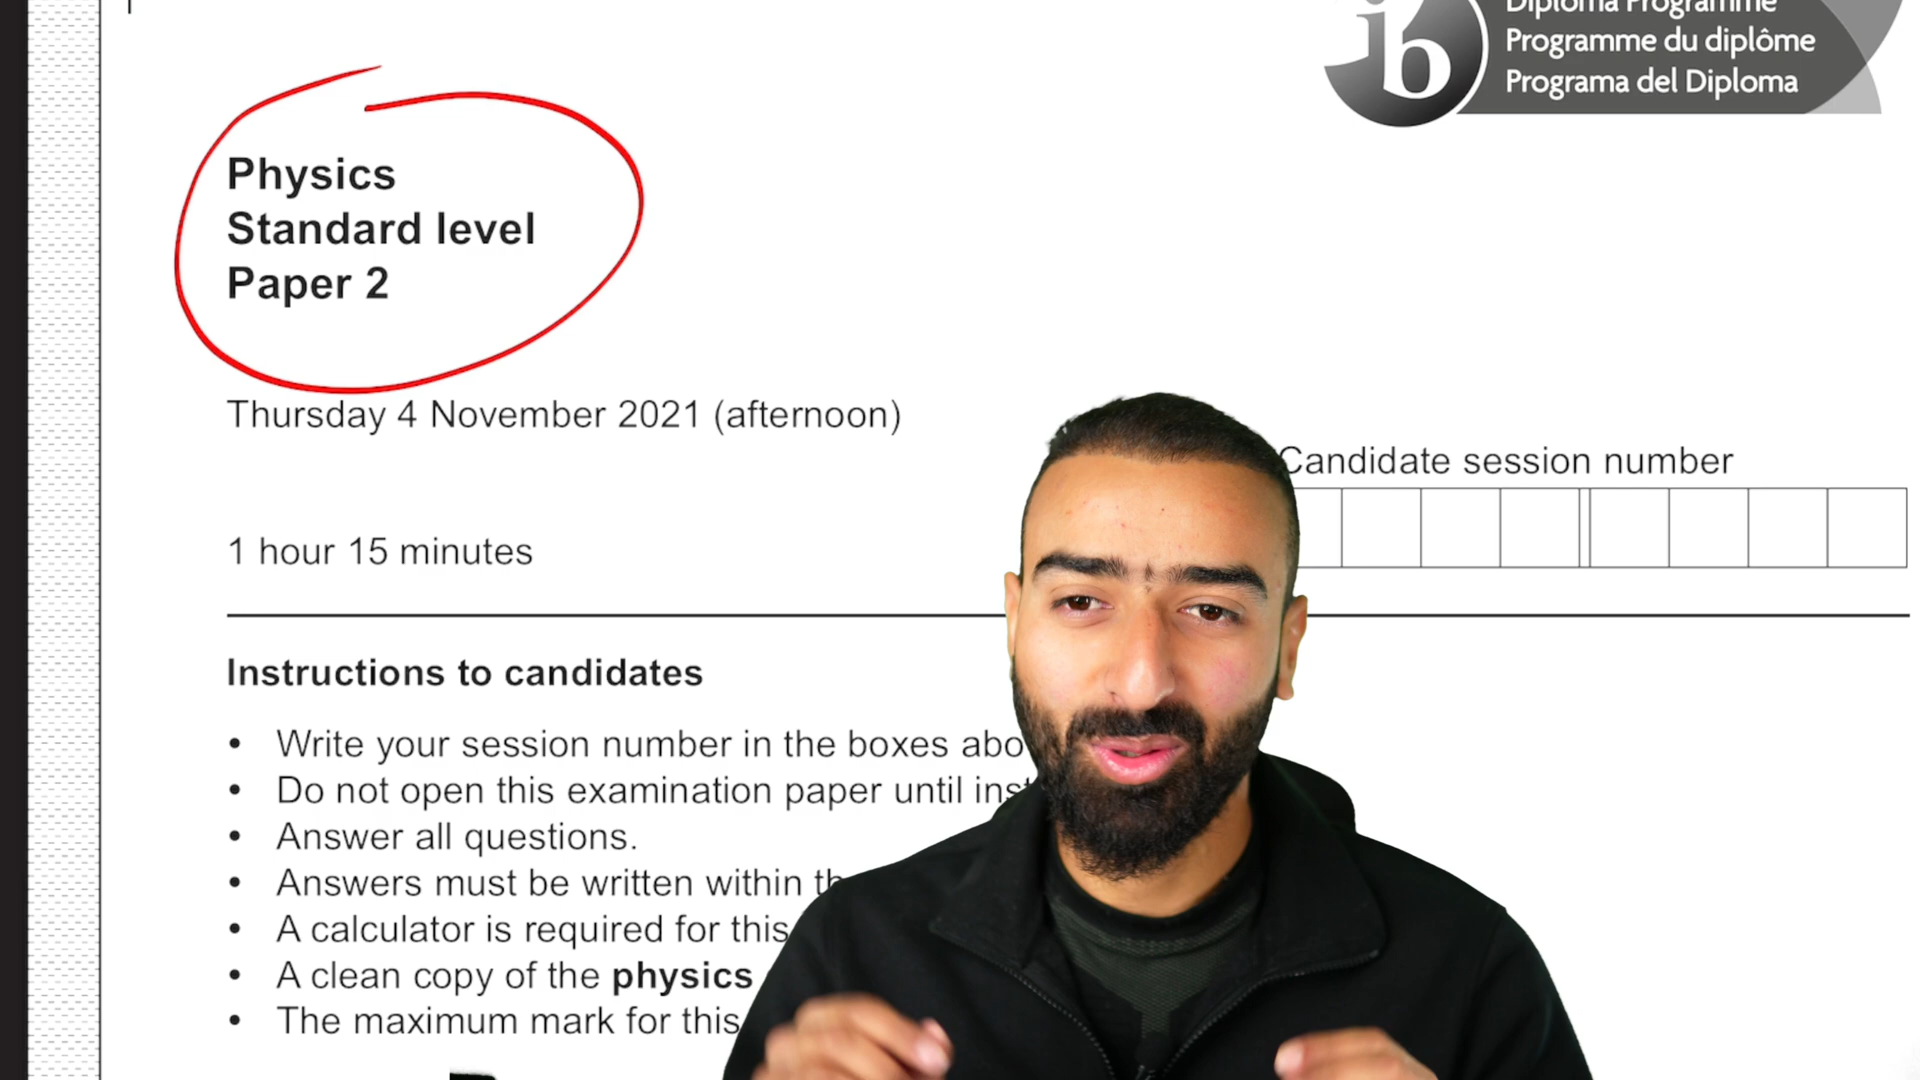 Diploma Programme
Programme du diplôme
Programa del Diploma
ib
Physics
Standard level
Paper 2
Thursday 4 November 2021 (afternoon)
Candidate session number
1 hour 15 minutes
Instructions to candidates
• Write your session number in the boxes abo
• Do not open this examination paper until inst
• Answer all questions.
• Answers must be written within th
• A calculator is required for this
• A clean copy of the physics
• The maximum mark for this